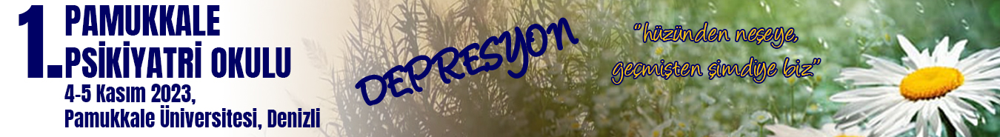 1. PAMUKKALE
PSİKİYATRİ OKULU
4-5 Kasım 2023,
Pamukkale Üniversitesi, Denizli
DEPRESYON
"hüzünden neşeye,
geçmişten şimdiye biz"